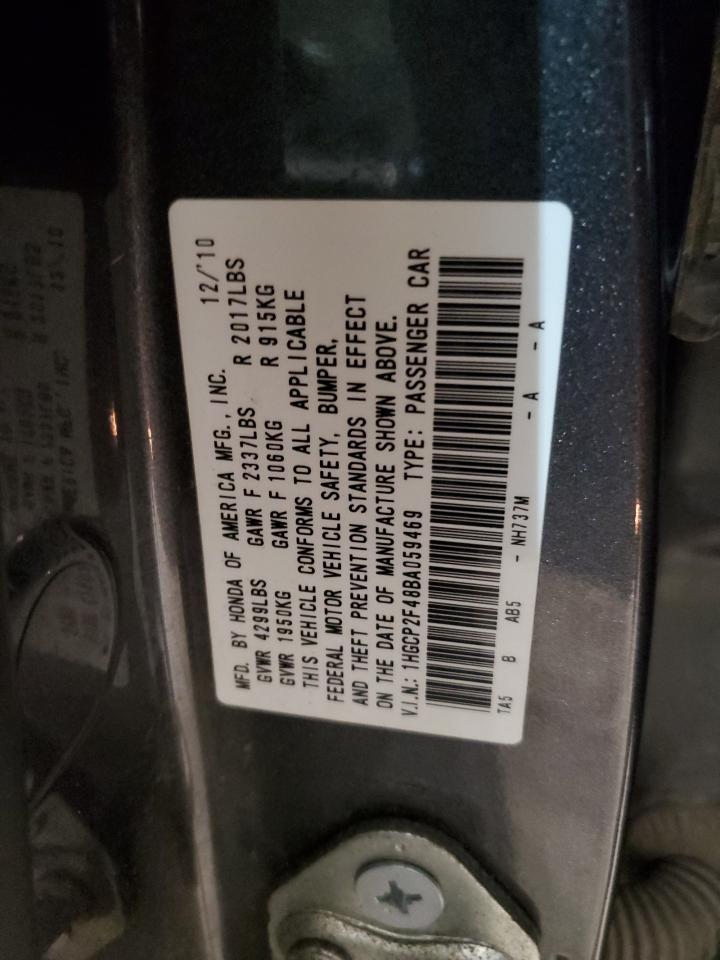 MFD. BY HONDA OF AMERICA MFG., INC. 12/'10
GVWR 4299LBS GAWR F 2337LBS R 2017LBS
GVWR 1950KG GAWR F 1060KG R 915KG
THIS VEHICLE CONFORMS TO ALL APPLICABLE
FEDERAL MOTOR VEHICLE SAFETY, BUMPER,
AND THEFT PREVENTION STANDARDS IN EFFECT
ON THE DATE OF MANUFACTURE SHOWN ABOVE.
V.I.N.: 1HGCP2F48BA059469 TYPE: PASSENGER CAR
TA5 B AB5 - NH737M - A - A